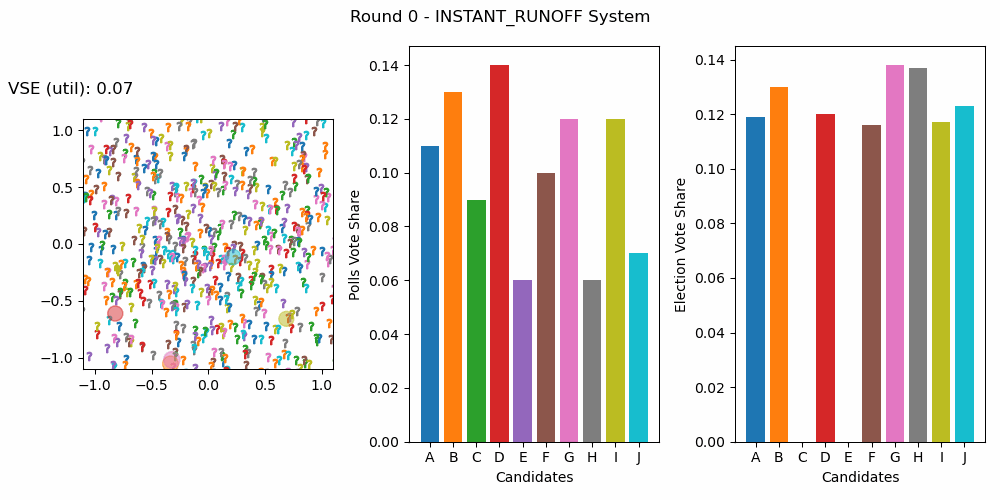 Round 0 - INSTANT_RUNOFF System
VSE (util): 0.07
1.0
0.5
0.0
−0.5
−1.0
−1.0 −0.5 0.0 0.5 1.0
Polls Vote Share
0.14
0.12
0.10
0.08
0.06
0.04
0.02
0.00
A B C D E F G H I J
Candidates
Election Vote Share
0.14
0.12
0.10
0.08
0.06
0.04
0.02
0.00
A B C D E F G H I J
Candidates